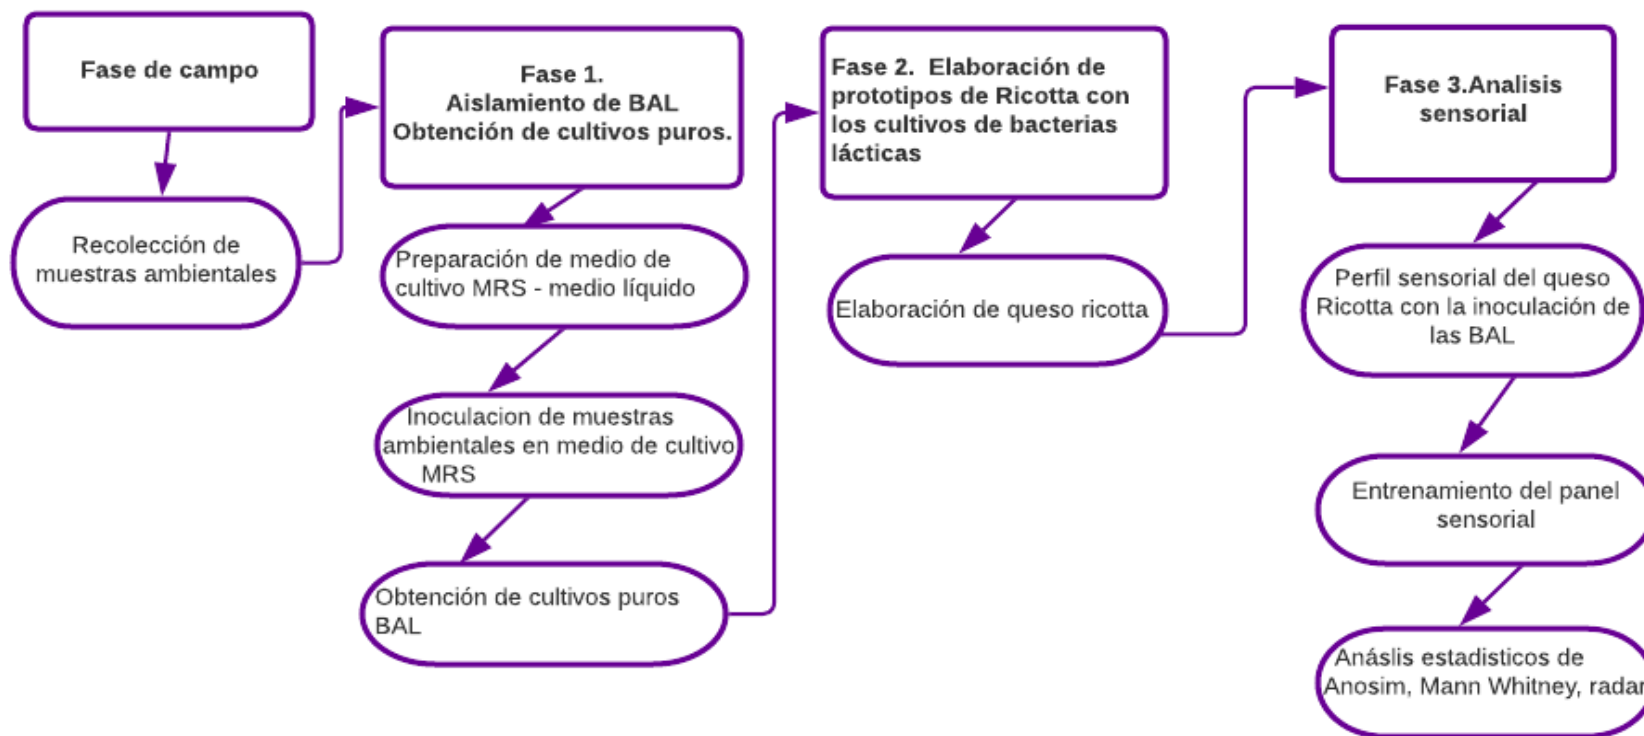 Fase de campo
Recolección de
muestras ambientales
Fase 1.
Aislamiento de BAL
Obtención de cultivos puros.
Preparación de medio de
cultivo MRS - medio líquido
Inoculacion de muestras
ambientales en medio de cultivo
MRS
Obtención de cultivos puros
BAL
Fase 2. Elaboración de
prototipos de Ricotta con
los cultivos de bacterias
lácticas
Elaboración de queso ricotta
Fase 3.Analisis
sensorial
Perfil sensorial del queso
Ricotta con la inoculación de
las BAL
Entrenamiento del panel
sensorial
Anáslis estadisticos de
Anosim, Mann Whitney, radar